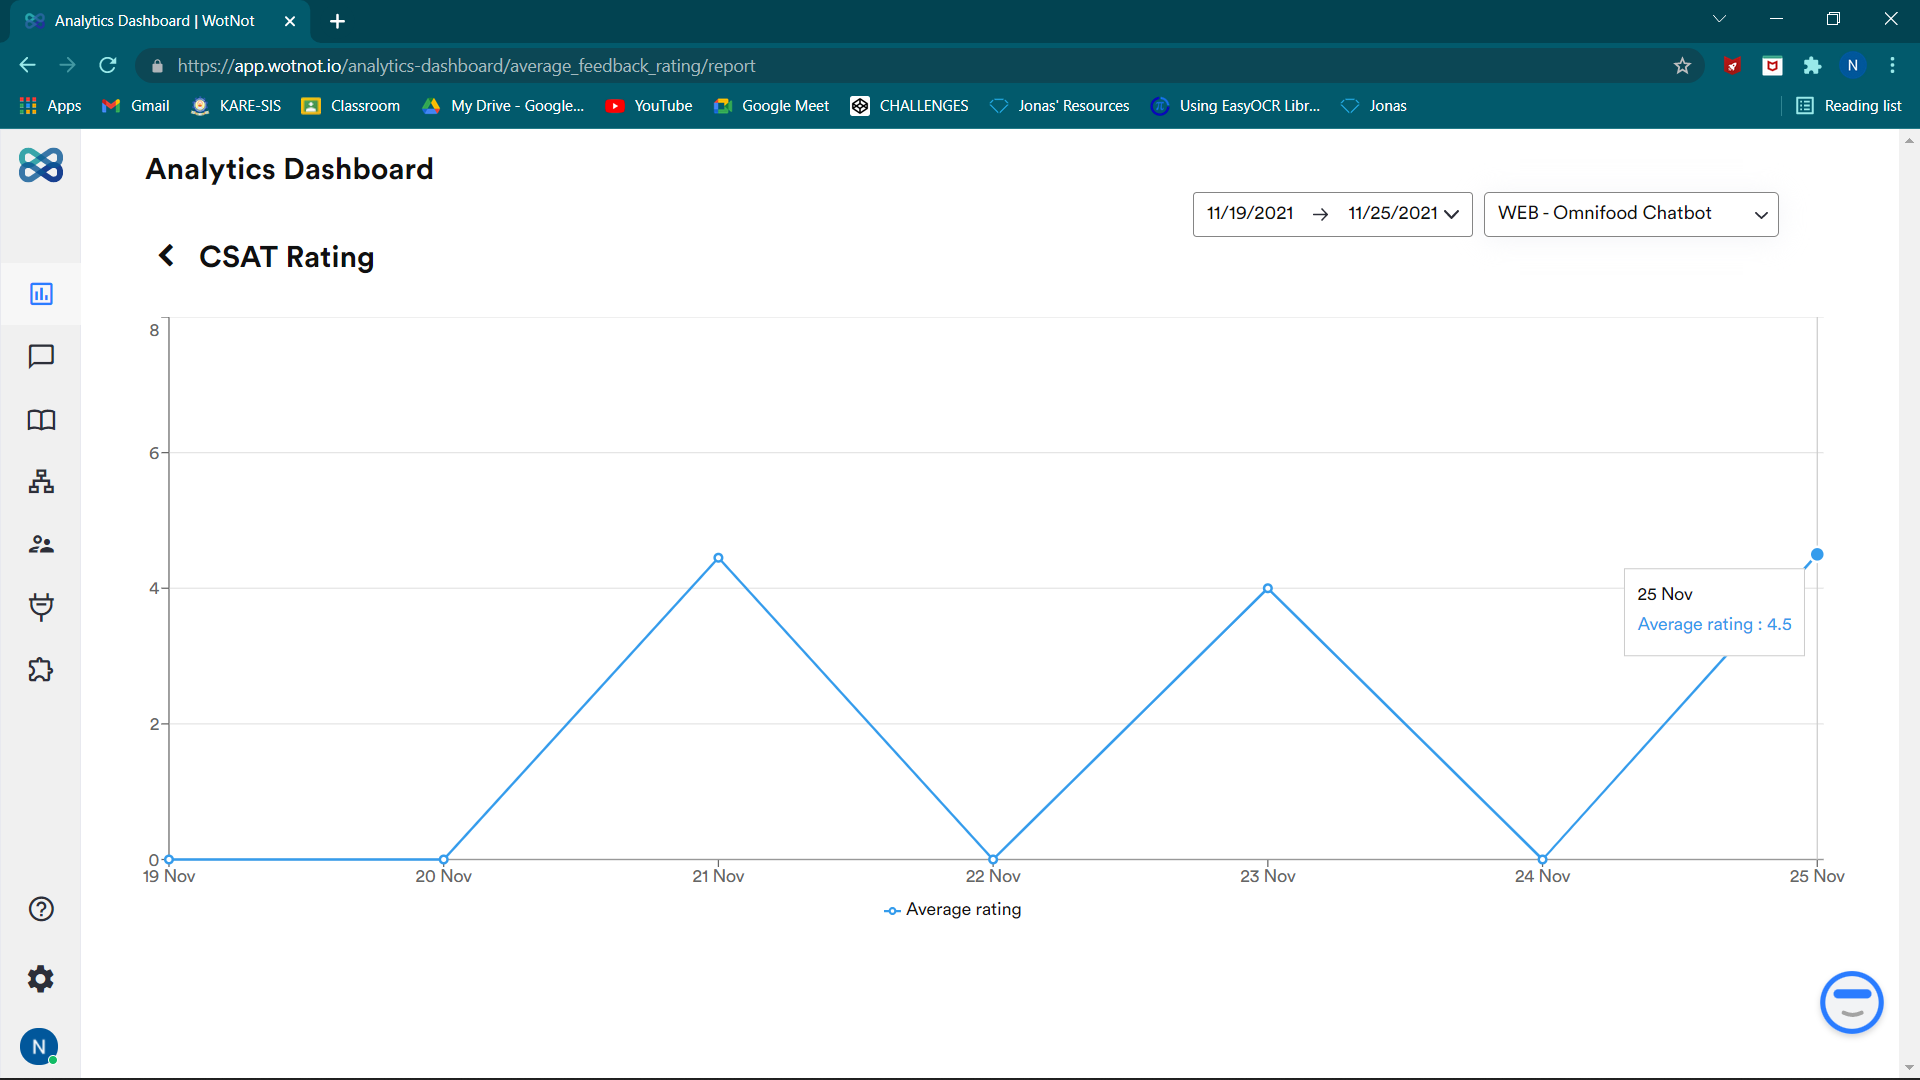 Analytics Dashboard | WotNot
https://app.wotnot.io/analytics-dashboard/average_feedback_rating/report
N
Apps Gmail KARE-SIS Classroom My Drive - Google... YouTube Google Meet CHALLENGES Jonas' Resources Using EasyOCR Libr... Jonas Reading list
Analytics Dashboard
11/19/2021 → 11/25/2021 WEB - Omnifood Chatbot
CSAT Rating
8
6
4
2
0
25 Nov
Average rating : 4.5
19 Nov 20 Nov 21 Nov 22 Nov 23 Nov 24 Nov 25 Nov
Average rating
N